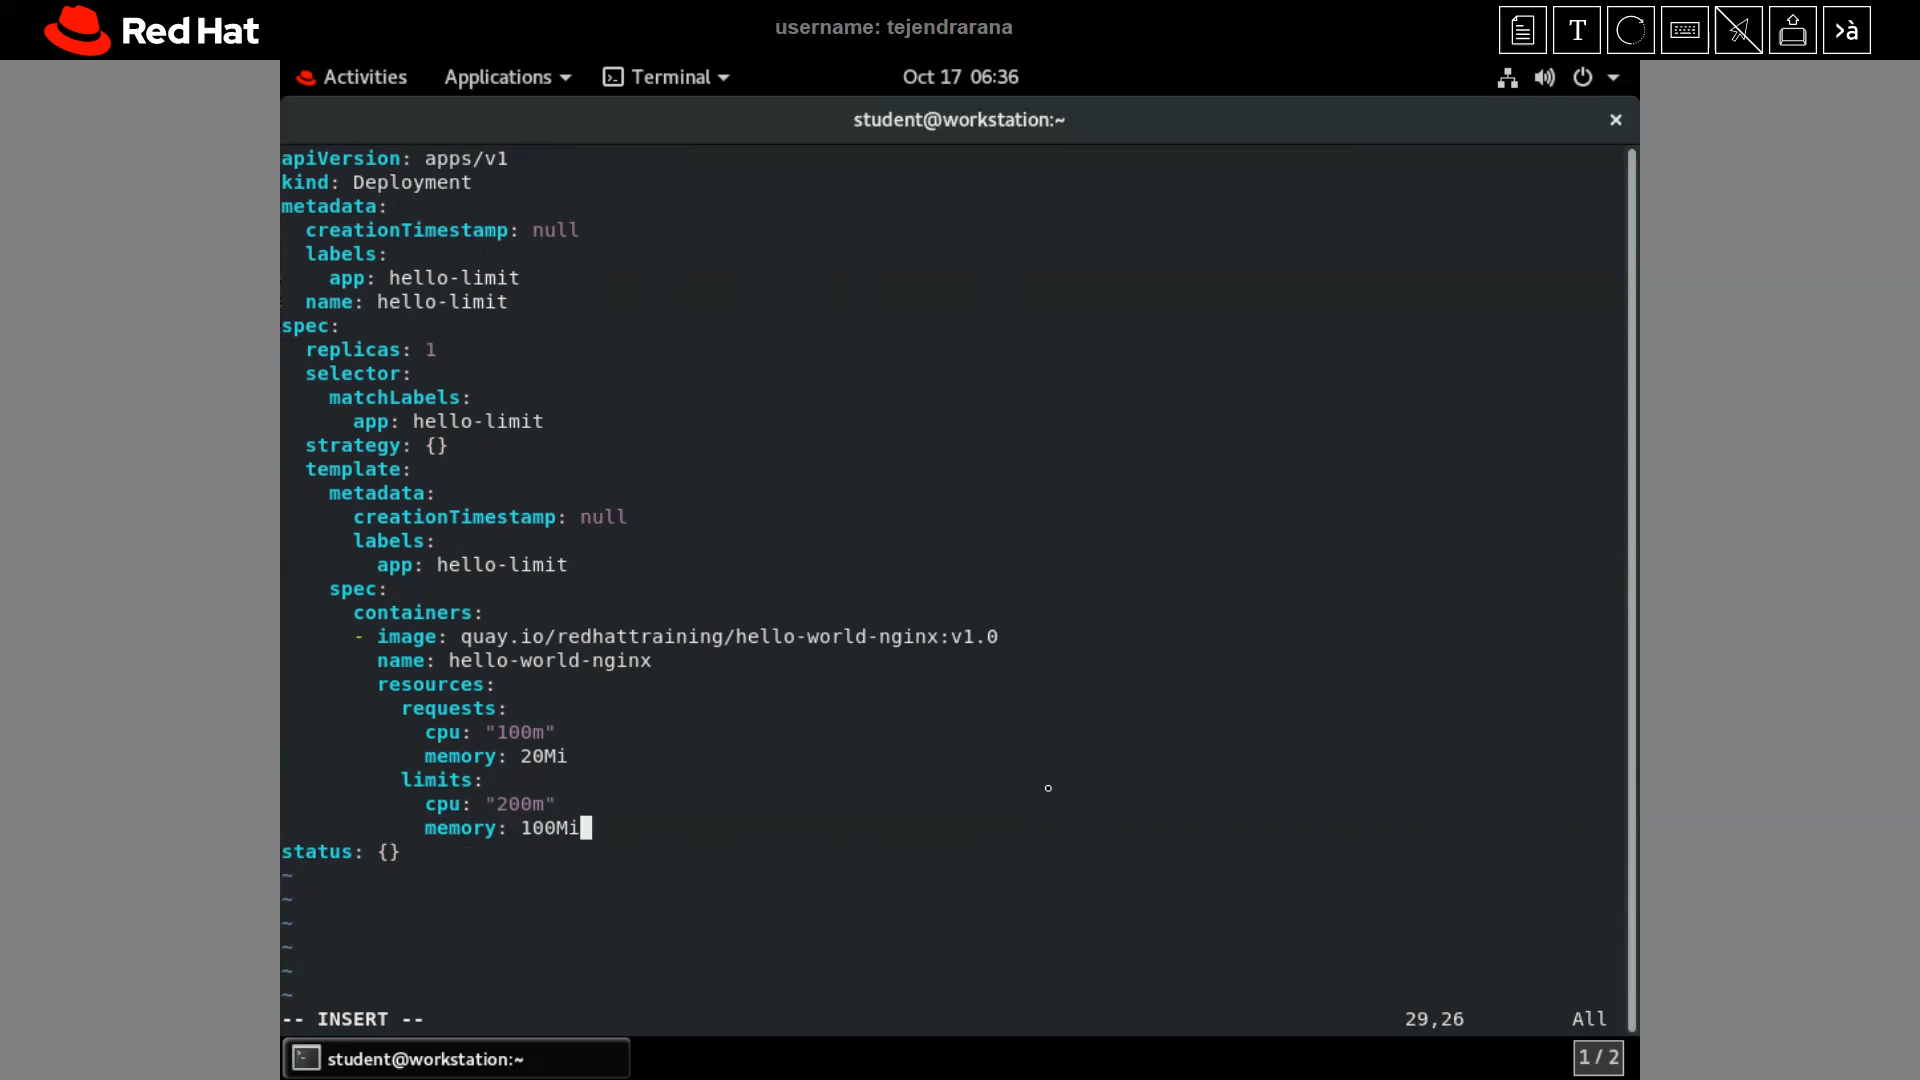 Red Hat
username: tejendrarana
T
>à
Activities
Applications
Terminal
Oct 17 06:36
student@workstation:~
apiVersion: apps/v1
kind: Deployment
metadata:
  creationTimestamp: null
  labels:
    app: hello-limit
  name: hello-limit
spec:
  replicas: 1
  selector:
    matchLabels:
      app: hello-limit
  strategy: {}
  template:
    metadata:
      creationTimestamp: null
      labels:
        app: hello-limit
    spec:
      containers:
      - image: quay.io/redhattraining/hello-world-nginx:v1.0
        name: hello-world-nginx
        resources:
          requests:
            cpu: "100m"
            memory: 20Mi
          limits:
            cpu: "200m"
            memory: 100Mi
status: {}
~
~
~
~
~
~
-- INSERT -- 29,26 All
student@workstation:~
1 / 2